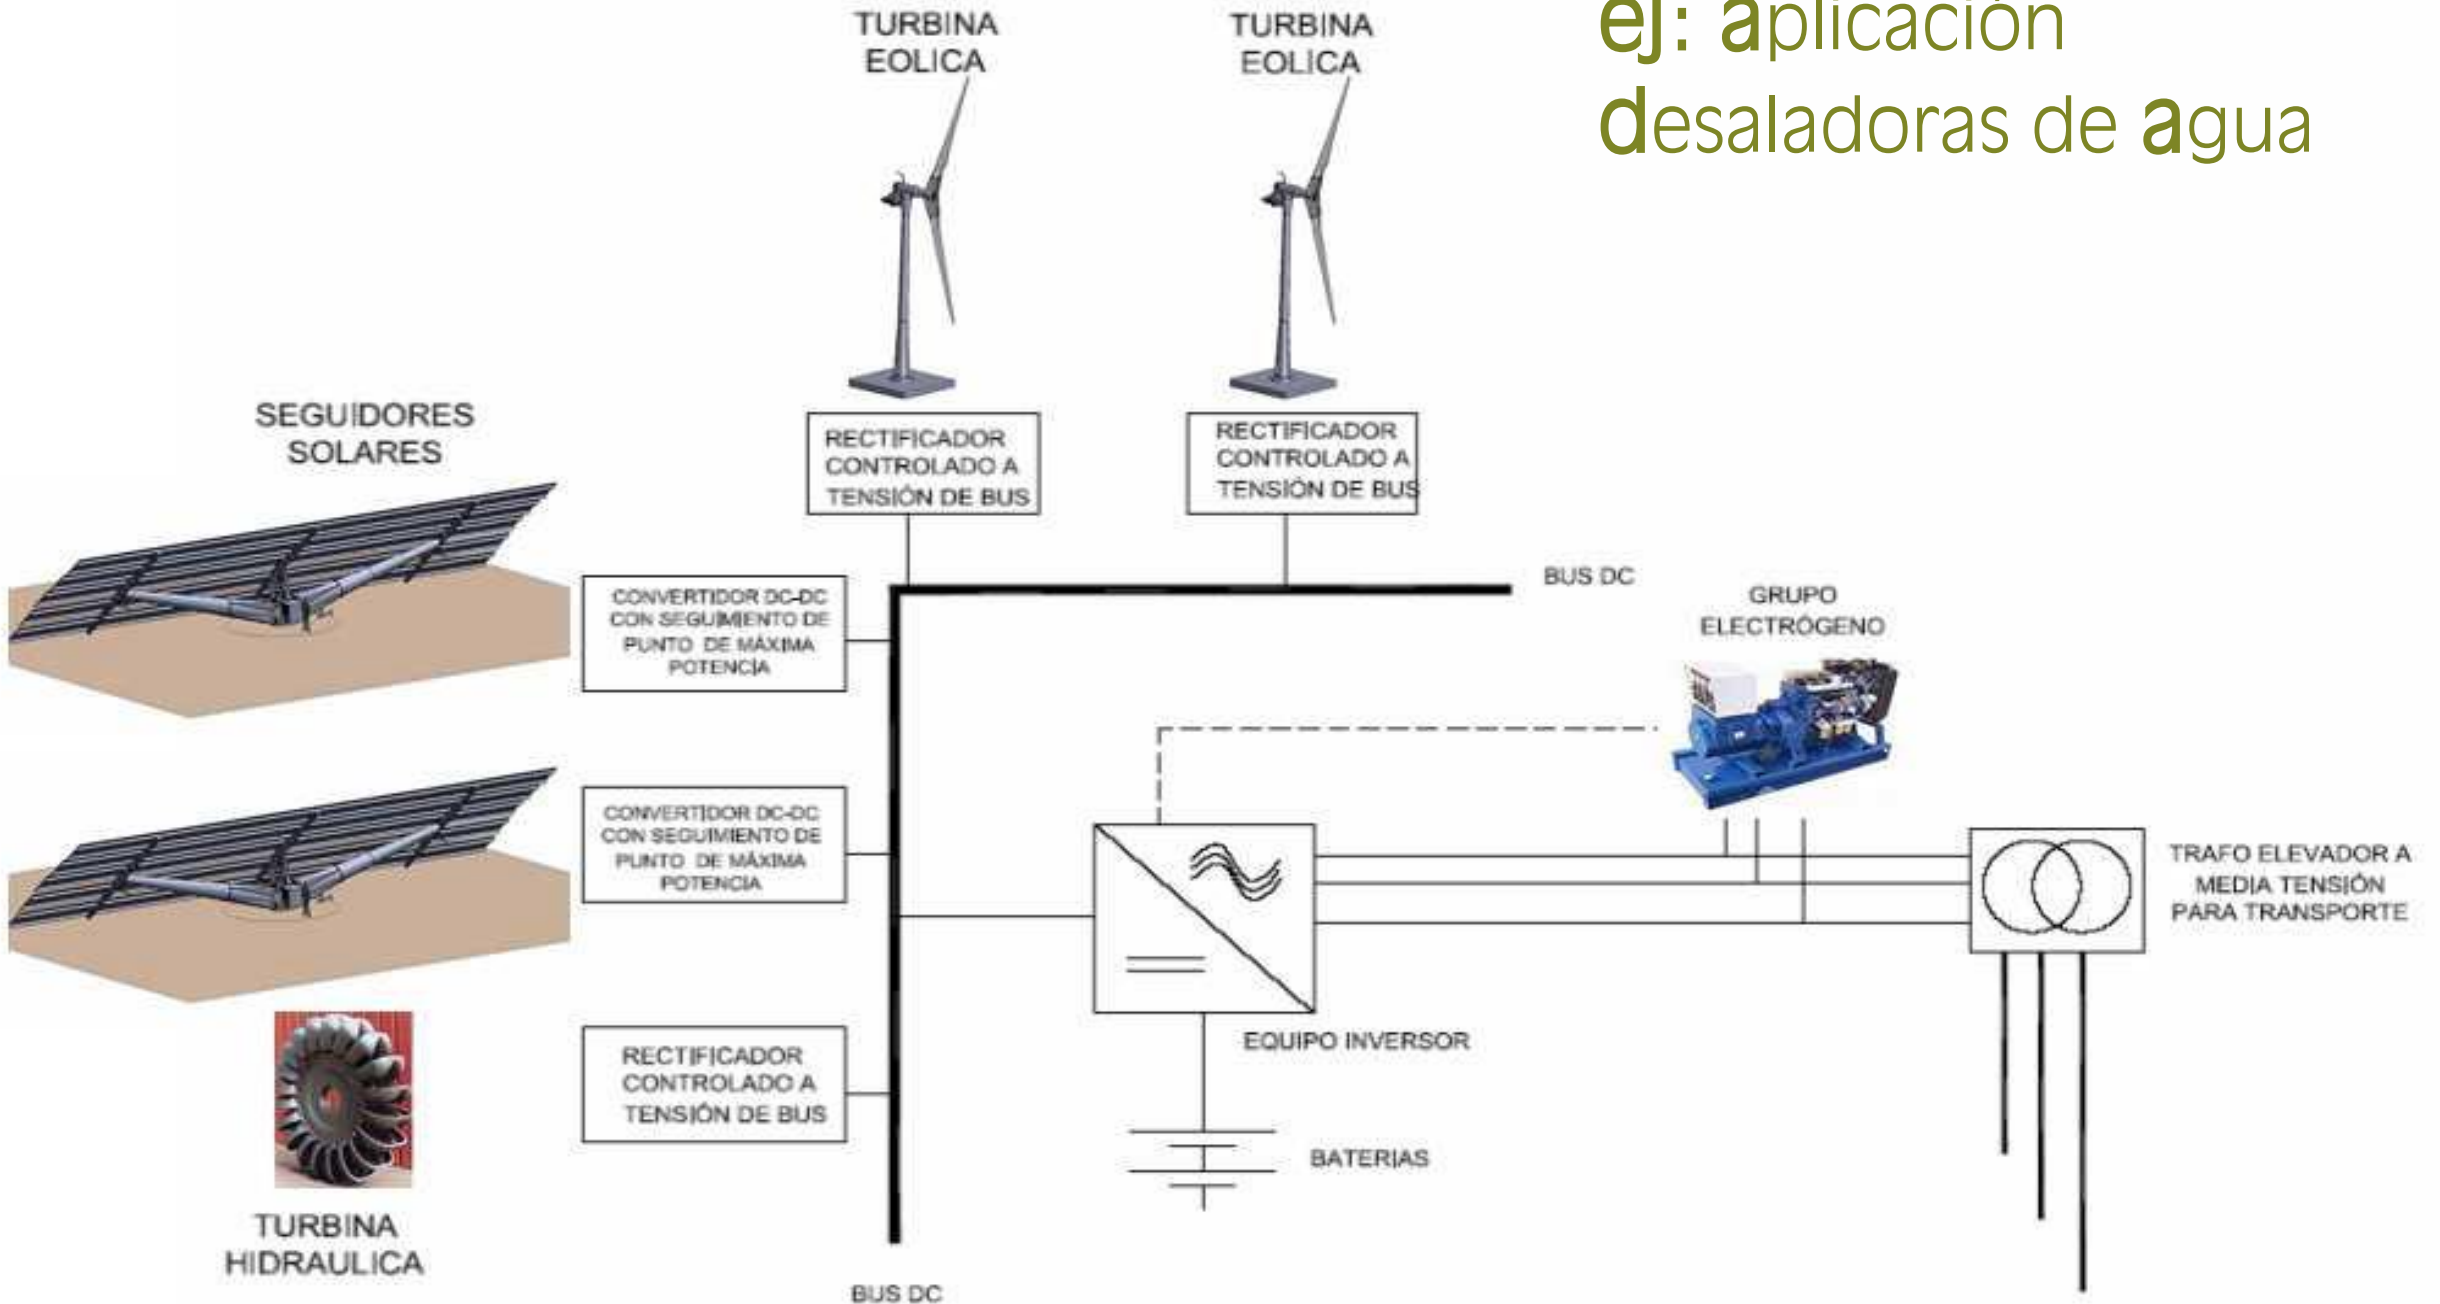 ej: aplicación
desaladoras de agua
TURBINA
EOLICA
TURBINA
EOLICA
RECTIFICADOR
CONTROLADO A
TENSIÓN DE BUS
RECTIFICADOR
CONTROLADO A
TENSIÓN DE BUS
SEGUIDORES
SOLARES
BUS DC
CONVERTIDOR DC-DC
CON SEGUIMIENTO DE
PUNTO DE MÁXIMA
POTENCIA
GRUPO
ELECTRÓGENO
CONVERTIDOR DC-DC
CON SEGUIMIENTO DE
PUNTO DE MÁXIMA
POTENCIA
TRAFO ELEVADOR A
MEDIA TENSIÓN
PARA TRANSPORTE
EQUIPO INVERSOR
RECTIFICADOR
CONTROLADO A
TENSIÓN DE BUS
BATERIAS
TURBINA
HIDRAULICA
BUS DC